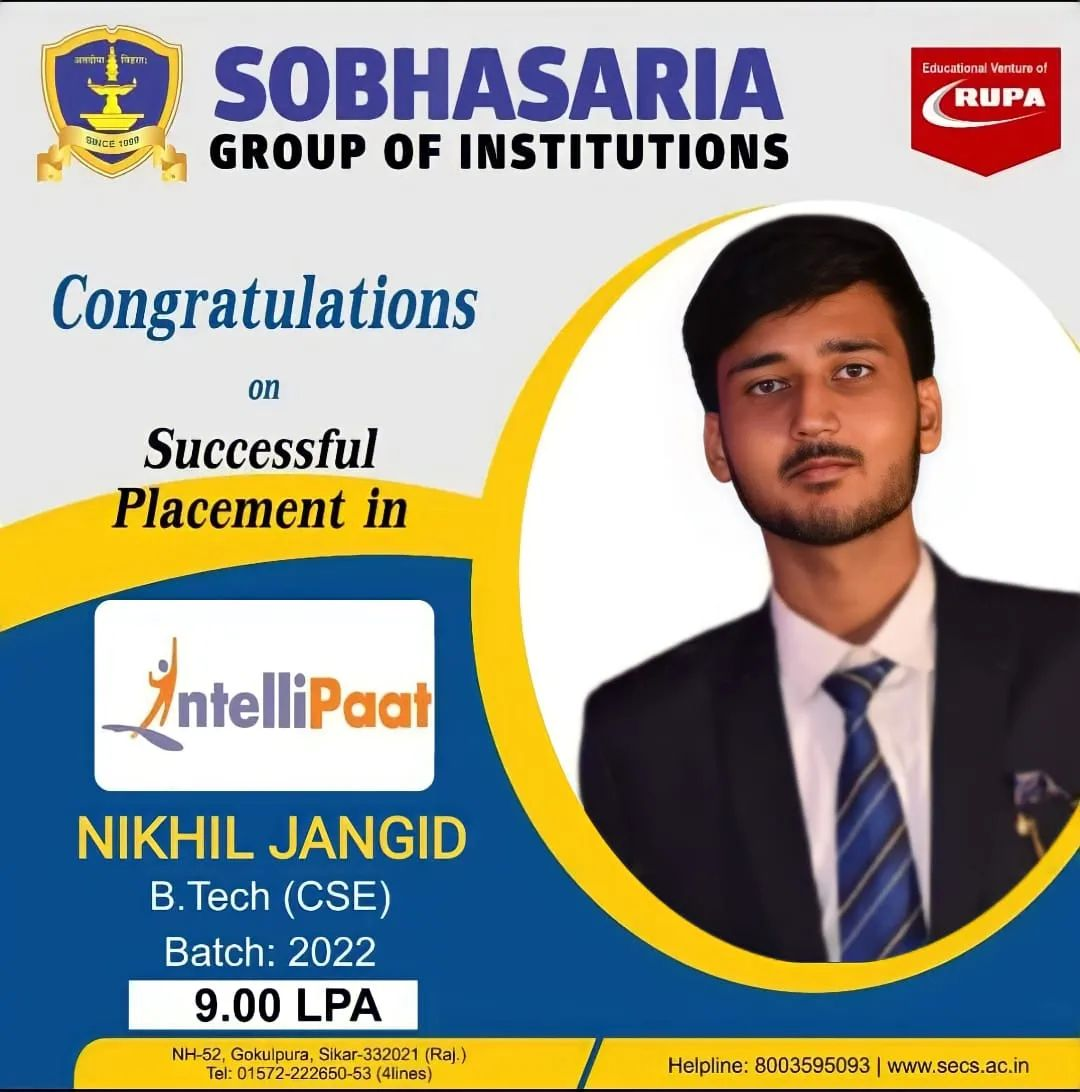 अतदीपा विहरत।
SINCE 1999
SOBHASARIA
GROUP OF INSTITUTIONS
Educational Venture of
RUPA
Congratulations
on
Successful
Placement in
IntelliPaat
NIKHIL JANGID
B.Tech (CSE)
Batch: 2022
9.00 LPA
NH-52, Gokulpura, Sikar-332021 (Raj.)
Tel: 01572-222650-53 (4lines)
Helpline: 8003595093 | www.secs.ac.in